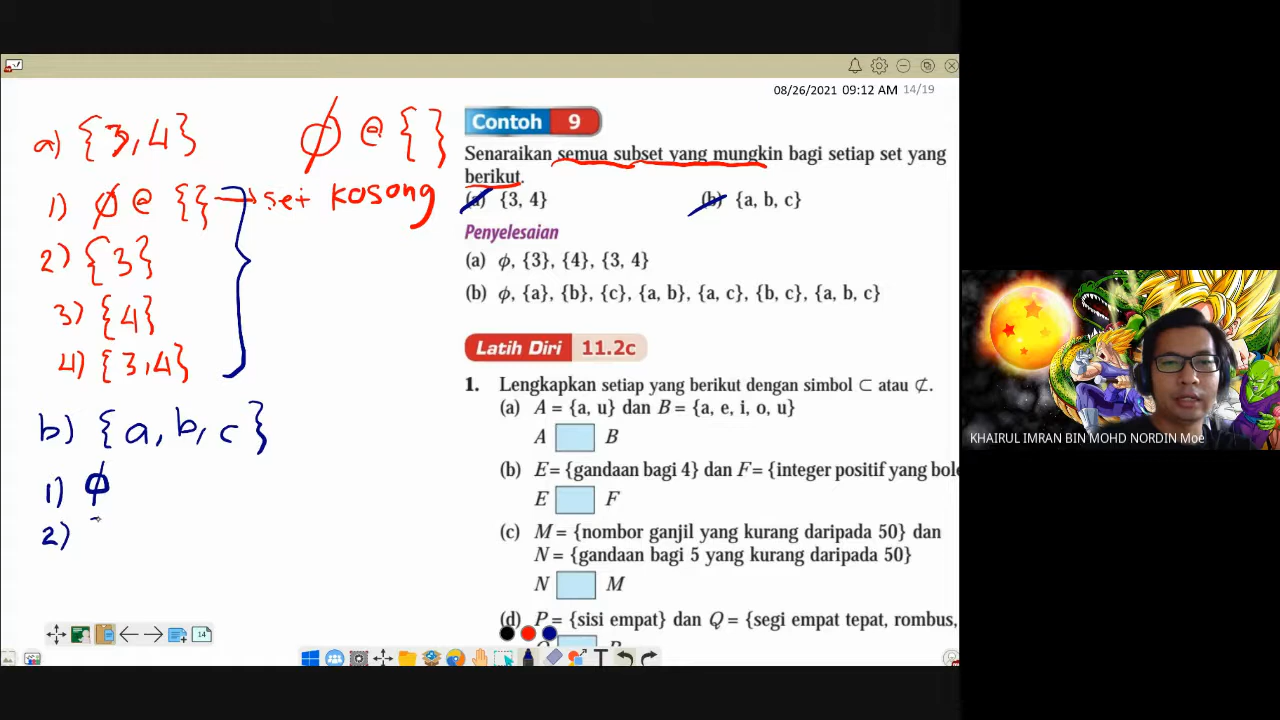 08/26/2021 09:12 AM 14/19
a) {3,4}
φ @ { }
1) φ @ { } → set kosong
2) {3}
3) {4}
4) {3,4}
b) {a, b, c}
1) φ
2)
Contoh 9
Senaraikan semua subset yang mungkin bagi setiap set yang
berikut.
(a) {3, 4} (b) {a, b, c}
Penyelesaian
(a) ϕ, {3}, {4}, {3, 4}
(b) ϕ, {a}, {b}, {c}, {a, b}, {a, c}, {b, c}, {a, b, c}
Latih Diri 11.2c
1. Lengkapkan setiap yang berikut dengan simbol ⊂ atau ⊄.
(a) A = {a, u} dan B = {a, e, i, o, u}
A B
(b) E = {gandaan bagi 4} dan F = {integer positif yang bole
E F
(c) M = {nombor ganjil yang kurang daripada 50} dan
N = {gandaan bagi 5 yang kurang daripada 50}
N M
(d) P = {sisi empat} dan Q = {segi empat tepat, rombus,
KHAIRUL IMRAN BIN MOHD NORDIN Moe
14
T